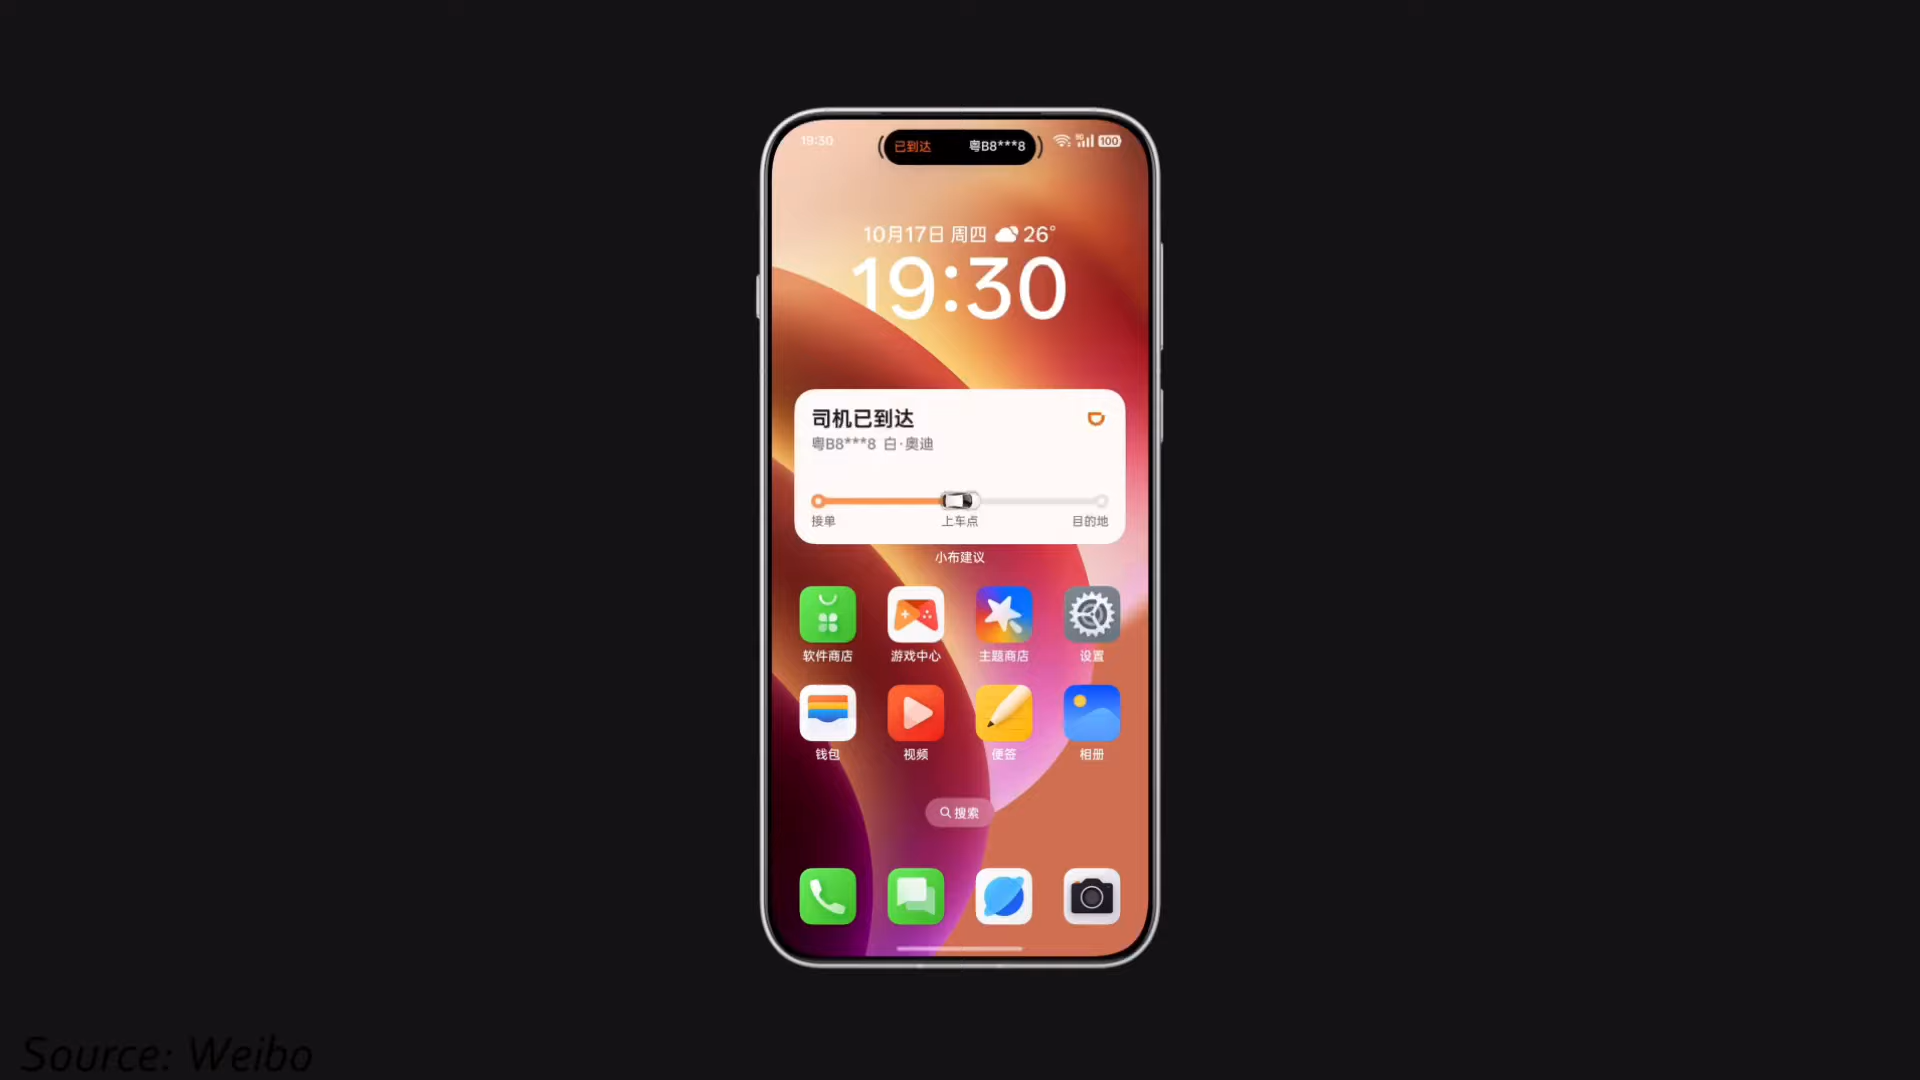 19:30
已到达 粤B8***8
5G 100
10月17日 周四 26°
19:30
司机已到达
粤B8***8 白·奥迪
接单 上车点 目的地
小布建议
软件商店 游戏中心 主题商店 设置
钱包 视频 便签 相册
搜索
Source: Weibo